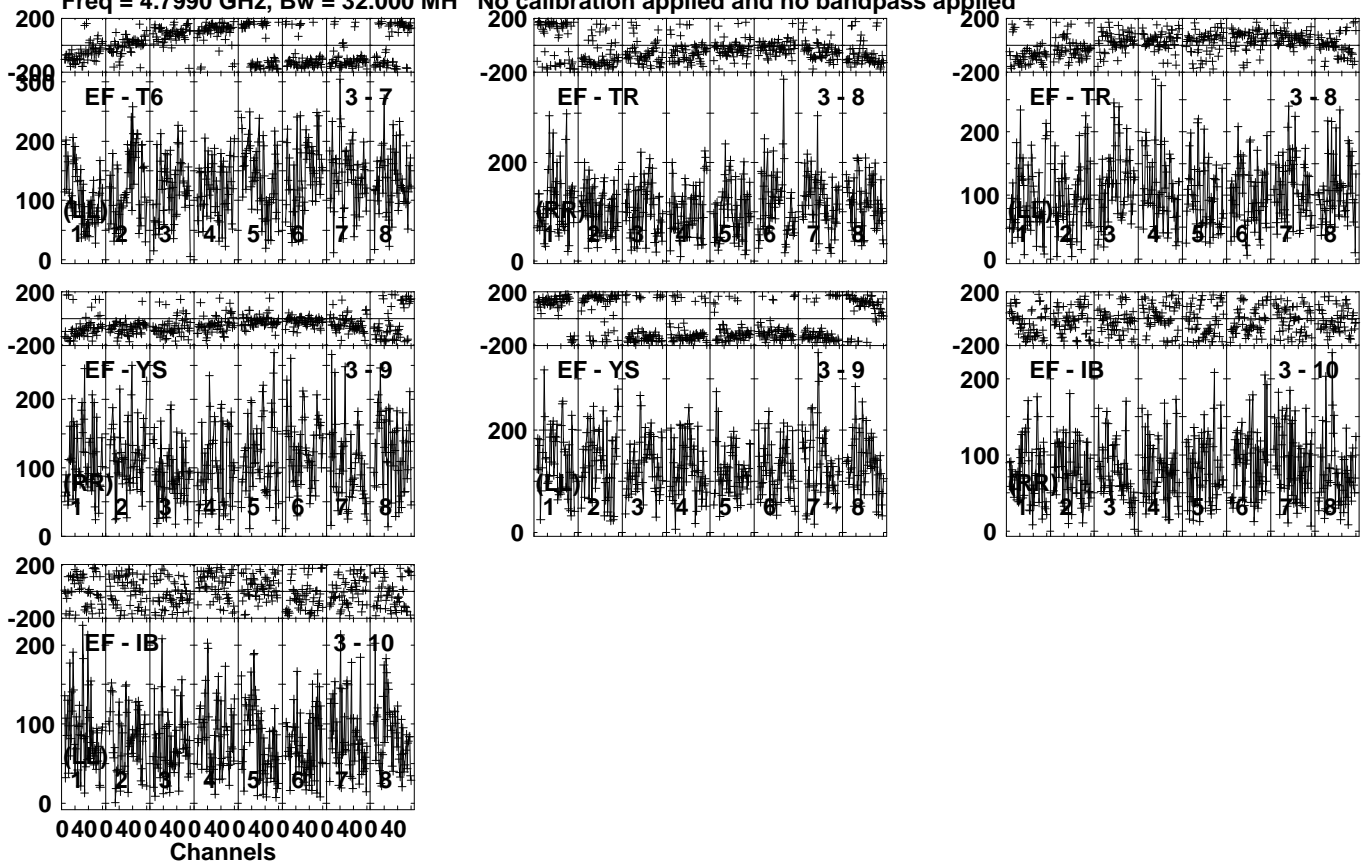 Freq = 4.7990 GHz, Bw = 32.000 MH No calibration applied and no bandpass applied
200
-200
300
200
100
0
EF - T6 3 - 7
(LL)
1 2 3 4 5 6 7 8
200
-200
200
0
EF - TR 3 - 8
(RR)
1 2 3 4 5 6 7 8
200
-200
200
100
0
EF - TR 3 - 8
(LL)
1 2 3 4 5 6 7 8
200
-200
200
100
0
EF - YS 3 - 9
(RR)
1 2 3 4 5 6 7 8
200
-200
200
0
EF - YS 3 - 9
(LL)
1 2 3 4 5 6 7 8
200
-200
200
100
0
EF - IB 3 - 10
(RR)
1 2 3 4 5 6 7 8
200
-200
200
100
0
EF - IB 3 - 10
(LL)
1 2 3 4 5 6 7 8
0 40 0 40 0 40 0 40 0 40 0 40 0 40 0 40
Channels